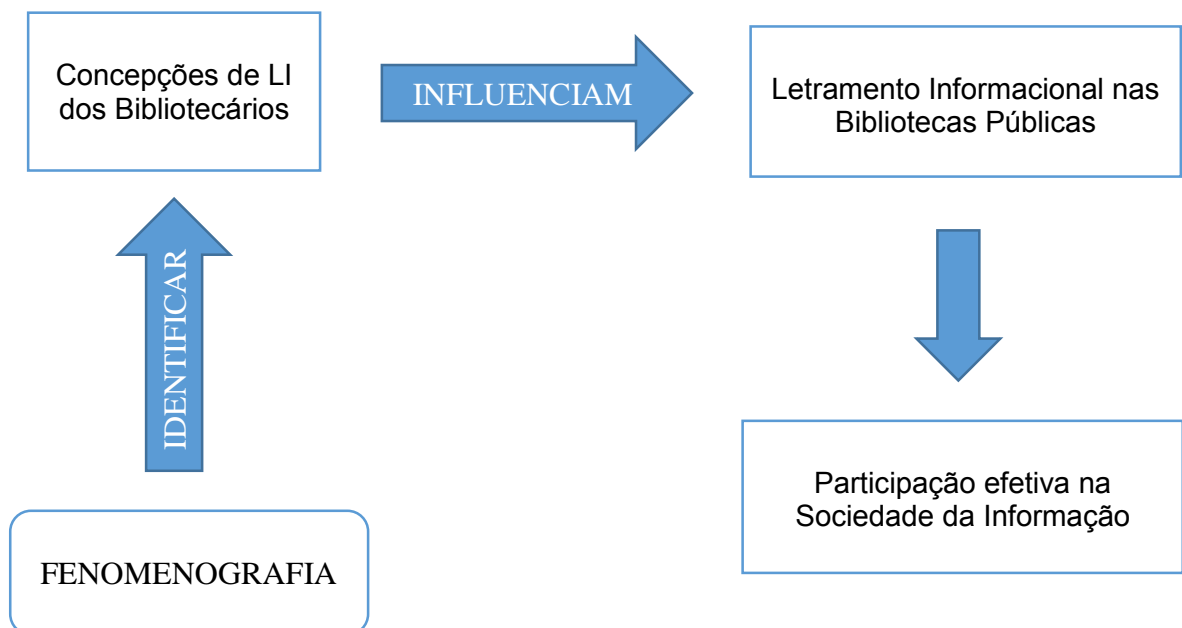 Concepções de LI
dos Bibliotecários
INFLUENCIAM
Letramento Informacional nas
Bibliotecas Públicas
IDENTIFICAR
Participação efetiva na
Sociedade da Informação
FENOMENOGRAFIA